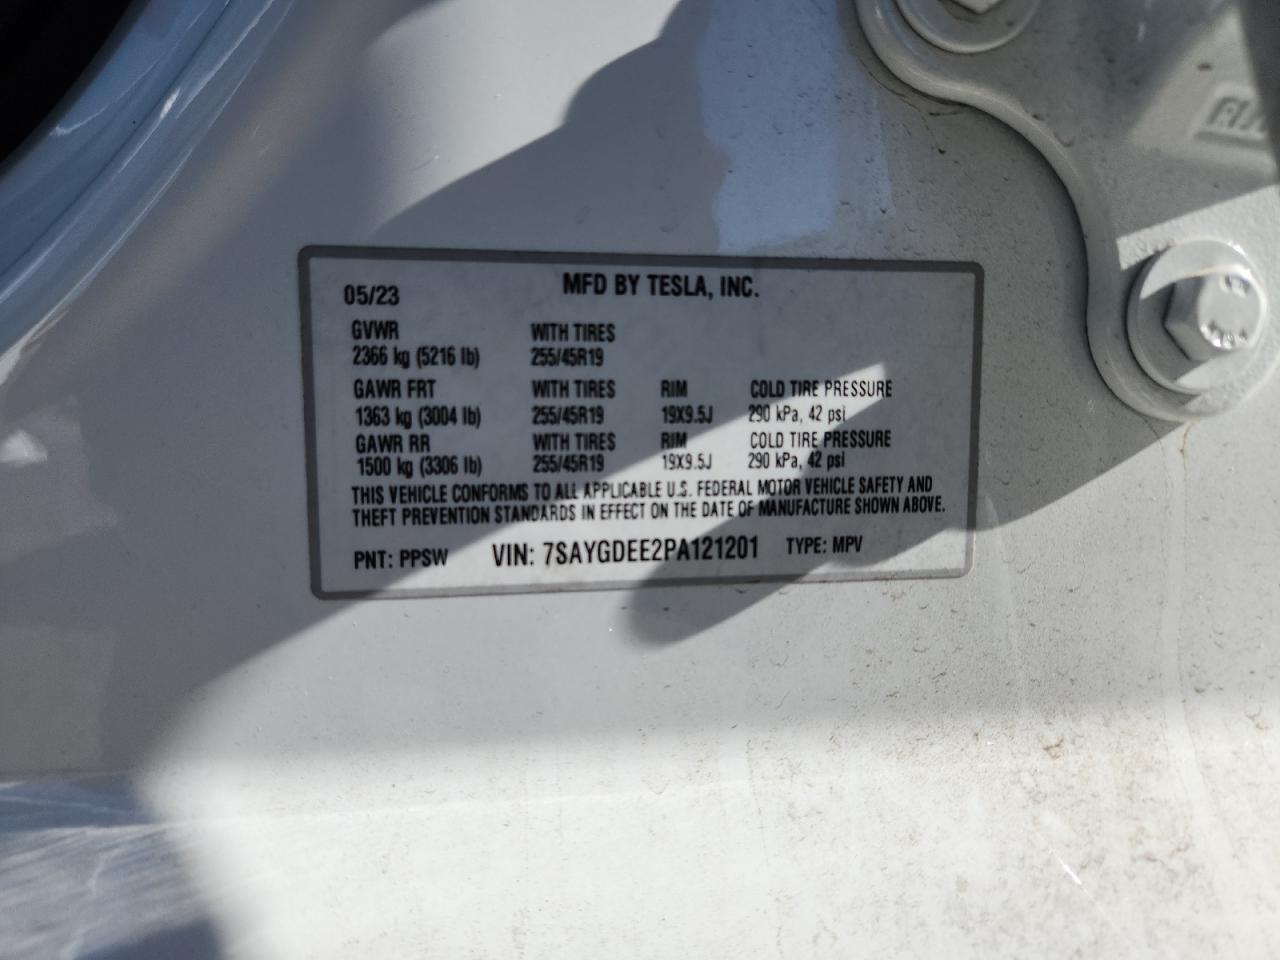 05/23 MFD BY TESLA, INC.
GVWR WITH TIRES
2366 kg (5216 lb) 255/45R19
GAWR FRT WITH TIRES RIM COLD TIRE PRESSURE
1363 kg (3004 lb) 255/45R19 19X9.5J 290 kPa, 42 psi
GAWR RR WITH TIRES RIM COLD TIRE PRESSURE
1500 kg (3306 lb) 255/45R19 19X9.5J 290 kPa, 42 psi
THIS VEHICLE CONFORMS TO ALL APPLICABLE U.S. FEDERAL MOTOR VEHICLE SAFETY AND
THEFT PREVENTION STANDARDS IN EFFECT ON THE DATE OF MANUFACTURE SHOWN ABOVE.
PNT: PPSW VIN: 7SAYGDEE2PA121201 TYPE: MPV